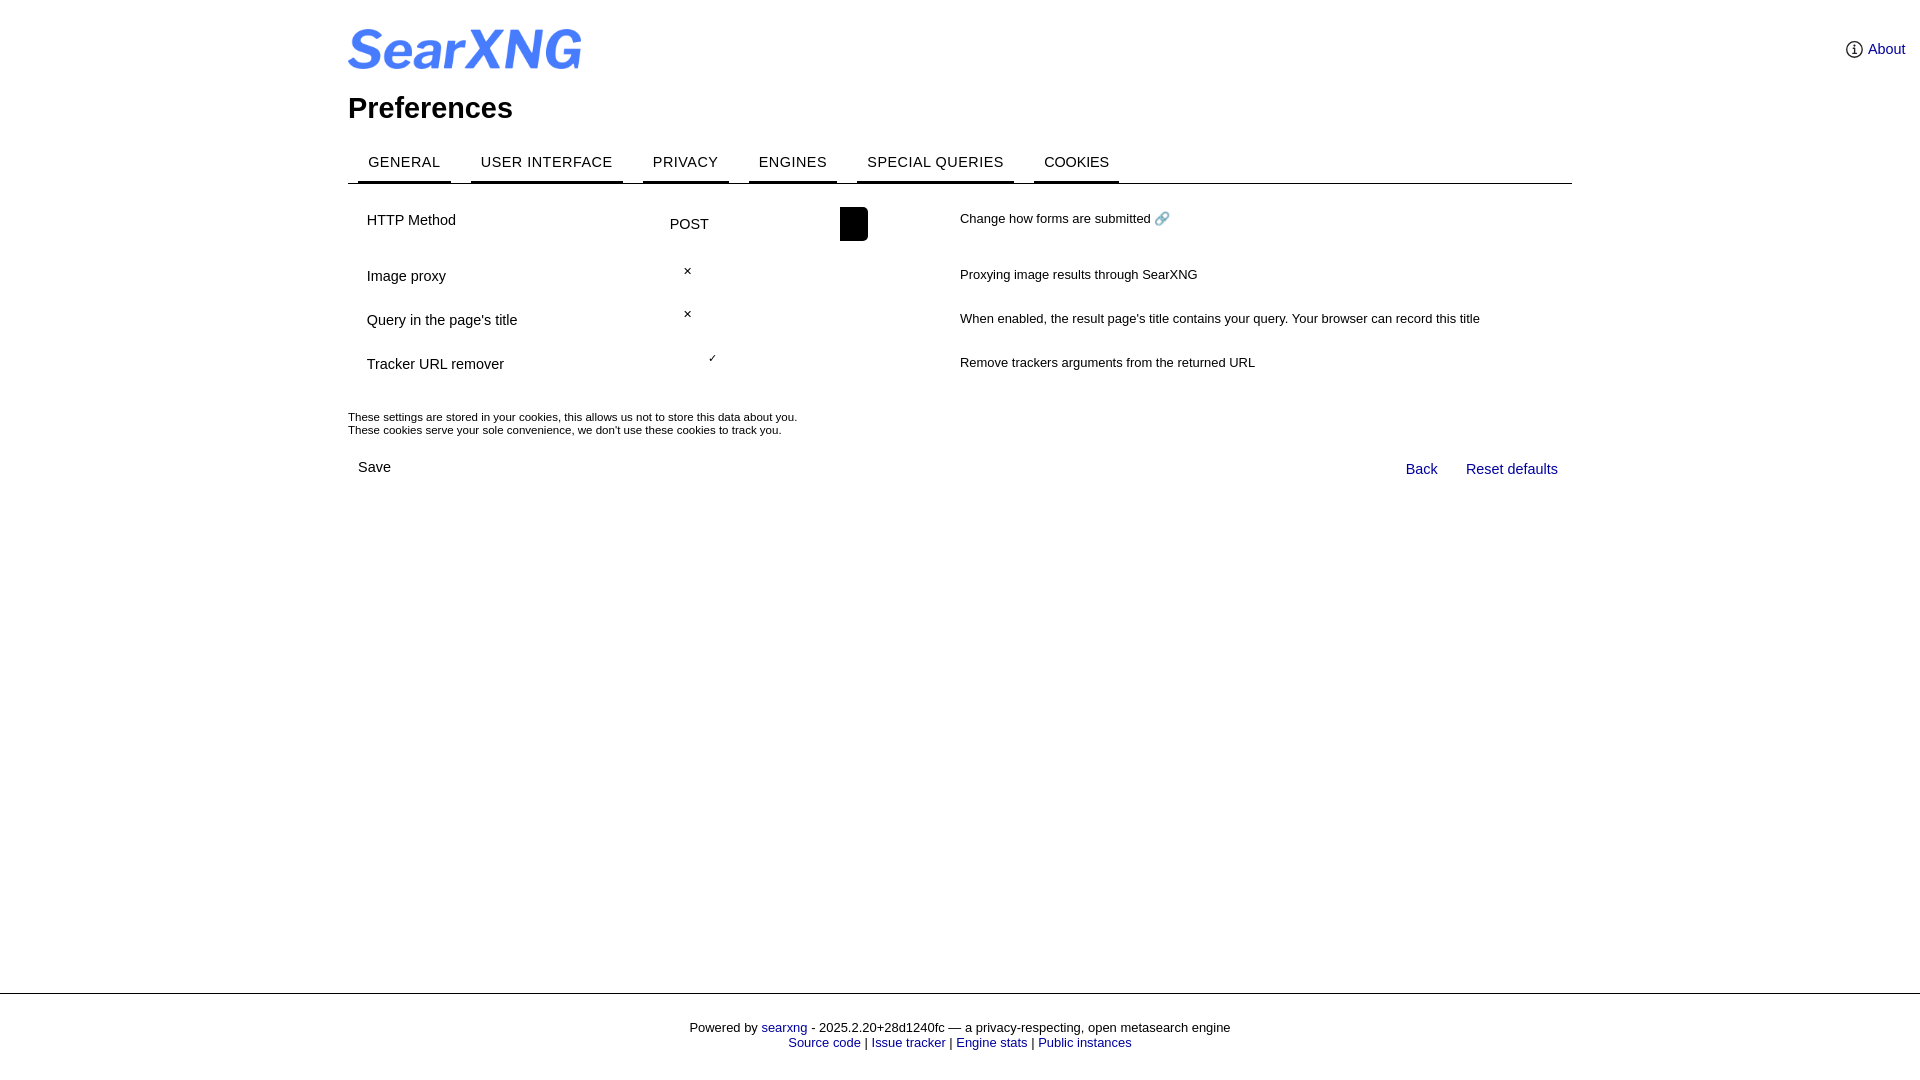 SearXNG
About
Preferences
GENERAL USER INTERFACE PRIVACY ENGINES SPECIAL QUERIES COOKIES
HTTP Method POST Change how forms are submitted 🔗
Image proxy ✕ Proxying image results through SearXNG
Query in the page's title ✕ When enabled, the result page's title contains your query. Your browser can record this title
Tracker URL remover ✓ Remove trackers arguments from the returned URL
These settings are stored in your cookies, this allows us not to store this data about you.
These cookies serve your sole convenience, we don't use these cookies to track you.
Save Back Reset defaults
Powered by searxng - 2025.2.20+28d1240fc — a privacy-respecting, open metasearch engine
Source code | Issue tracker | Engine stats | Public instances